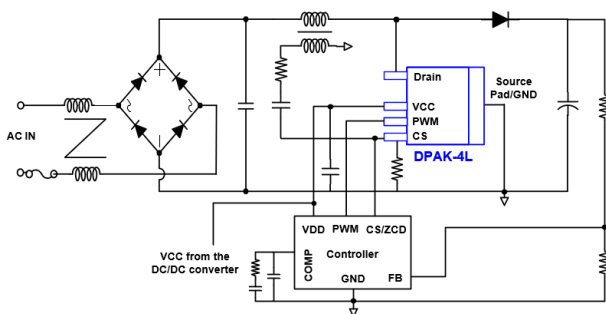 Drain
Source
Pad/GND
VCC
PWM
CS
AC IN
DPAK-4L
VDD PWM CS/ZCD
VCC from the
DC/DC converter
Controller
COMP
GND FB